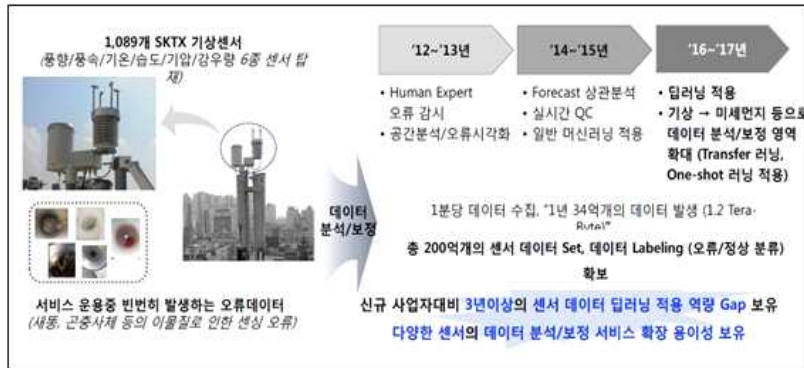 1,089개 SKTX 기상센서
(풍향/풍속/기온/습도/기압/강우량 6종 센서 탑
재)
서비스 운용중 빈번히 발생하는 오류데이터
(새똥, 곤충사체 등의 이물질로 인한 센싱 오류)
데이터
분석/보정
'12~'13년
• Human Expert
오류 감시
• 공간분석/오류시각화
'14~'15년
• Forecast 상관분석
• 실시간 QC
• 일반 머신러닝 적용
'16~'17년
• 딥러닝 적용
• 기상 → 미세먼지 등으로
데이터 분석/보정 영역
확대 (Transfer 러닝,
One-shot 러닝 적용)
1분당 데이터 수집, "1년 34억개의 데이터 발생 (1.2 Tera-
Byte)"
총 200억개의 센서 데이터 Set, 데이터 Labeling (오류/정상 분류)
확보
신규 사업자대비 3년이상의 센서 데이터 딥러닝 적용 역량 Gap 보유
다양한 센서의 데이터 분석/보정 서비스 확장 용이성 보유